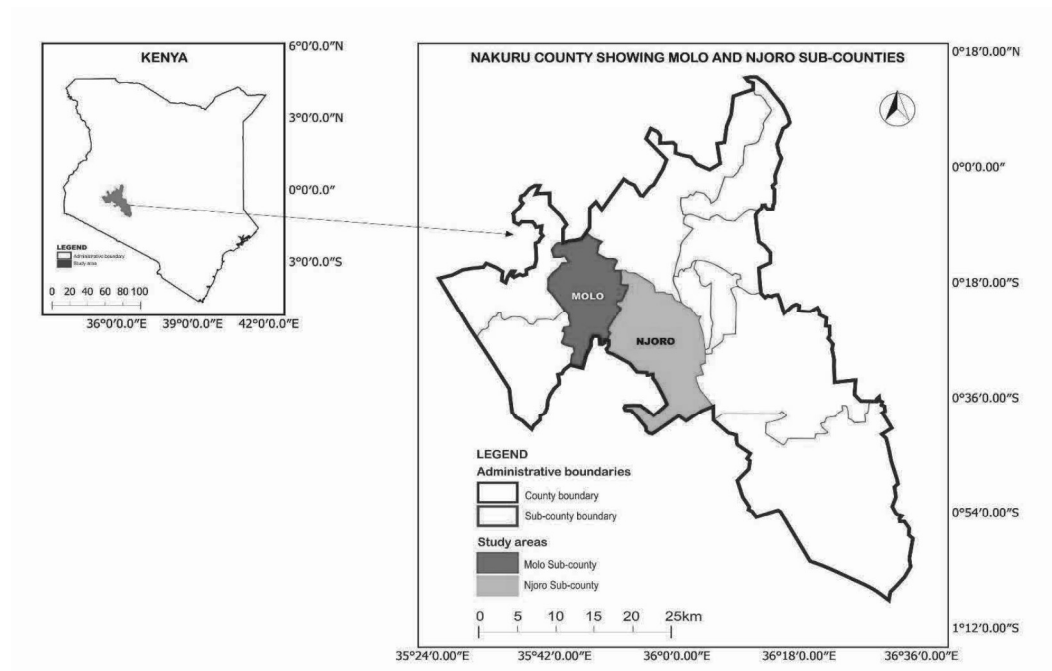 KENYA
6°0'0.0"N
3°0'0.0"N
0°0'0.0"
3°0'0.0"S
LEGEND
Administrative boundary
Study area
0 20 40 60 80 100
36°0'0.0"E 39°0'0.0"E 42°0'0.0"E
NAKURU COUNTY SHOWING MOLO AND NJORO SUB-COUNTIES
0°18'0.00"N
0°0'0.00"
0°18'0.00"S
0°36'0.00"S
0°54'0.00"S
1°12'0.00"S
MOLO
NJORO
LEGEND
Administrative boundaries
County boundary
Sub-county boundary
Study areas
Molo Sub-county
Njoro Sub-county
0 5 10 15 20 25km
35°24'0.00"E 35°42'0.00"E 36°0'0.00"E 36°18'0.00"E 36°36'0.00"E